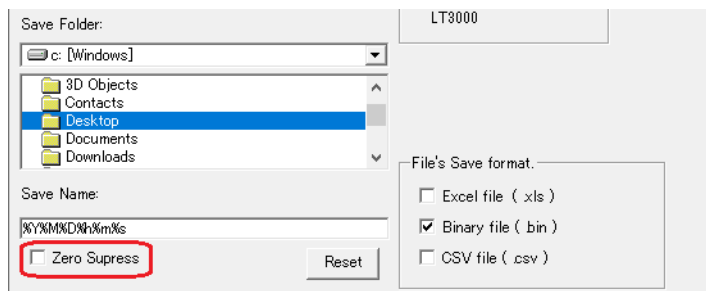 Save Folder:
c: [Windows]
3D Objects
Contacts
Desktop
Documents
Downloads
Save Name:
%Y%M%D%h%m%s
Zero Supress
Reset
LT3000
File's Save format.
Excel file ( .xls )
Binary file ( .bin )
CSV file ( .csv )